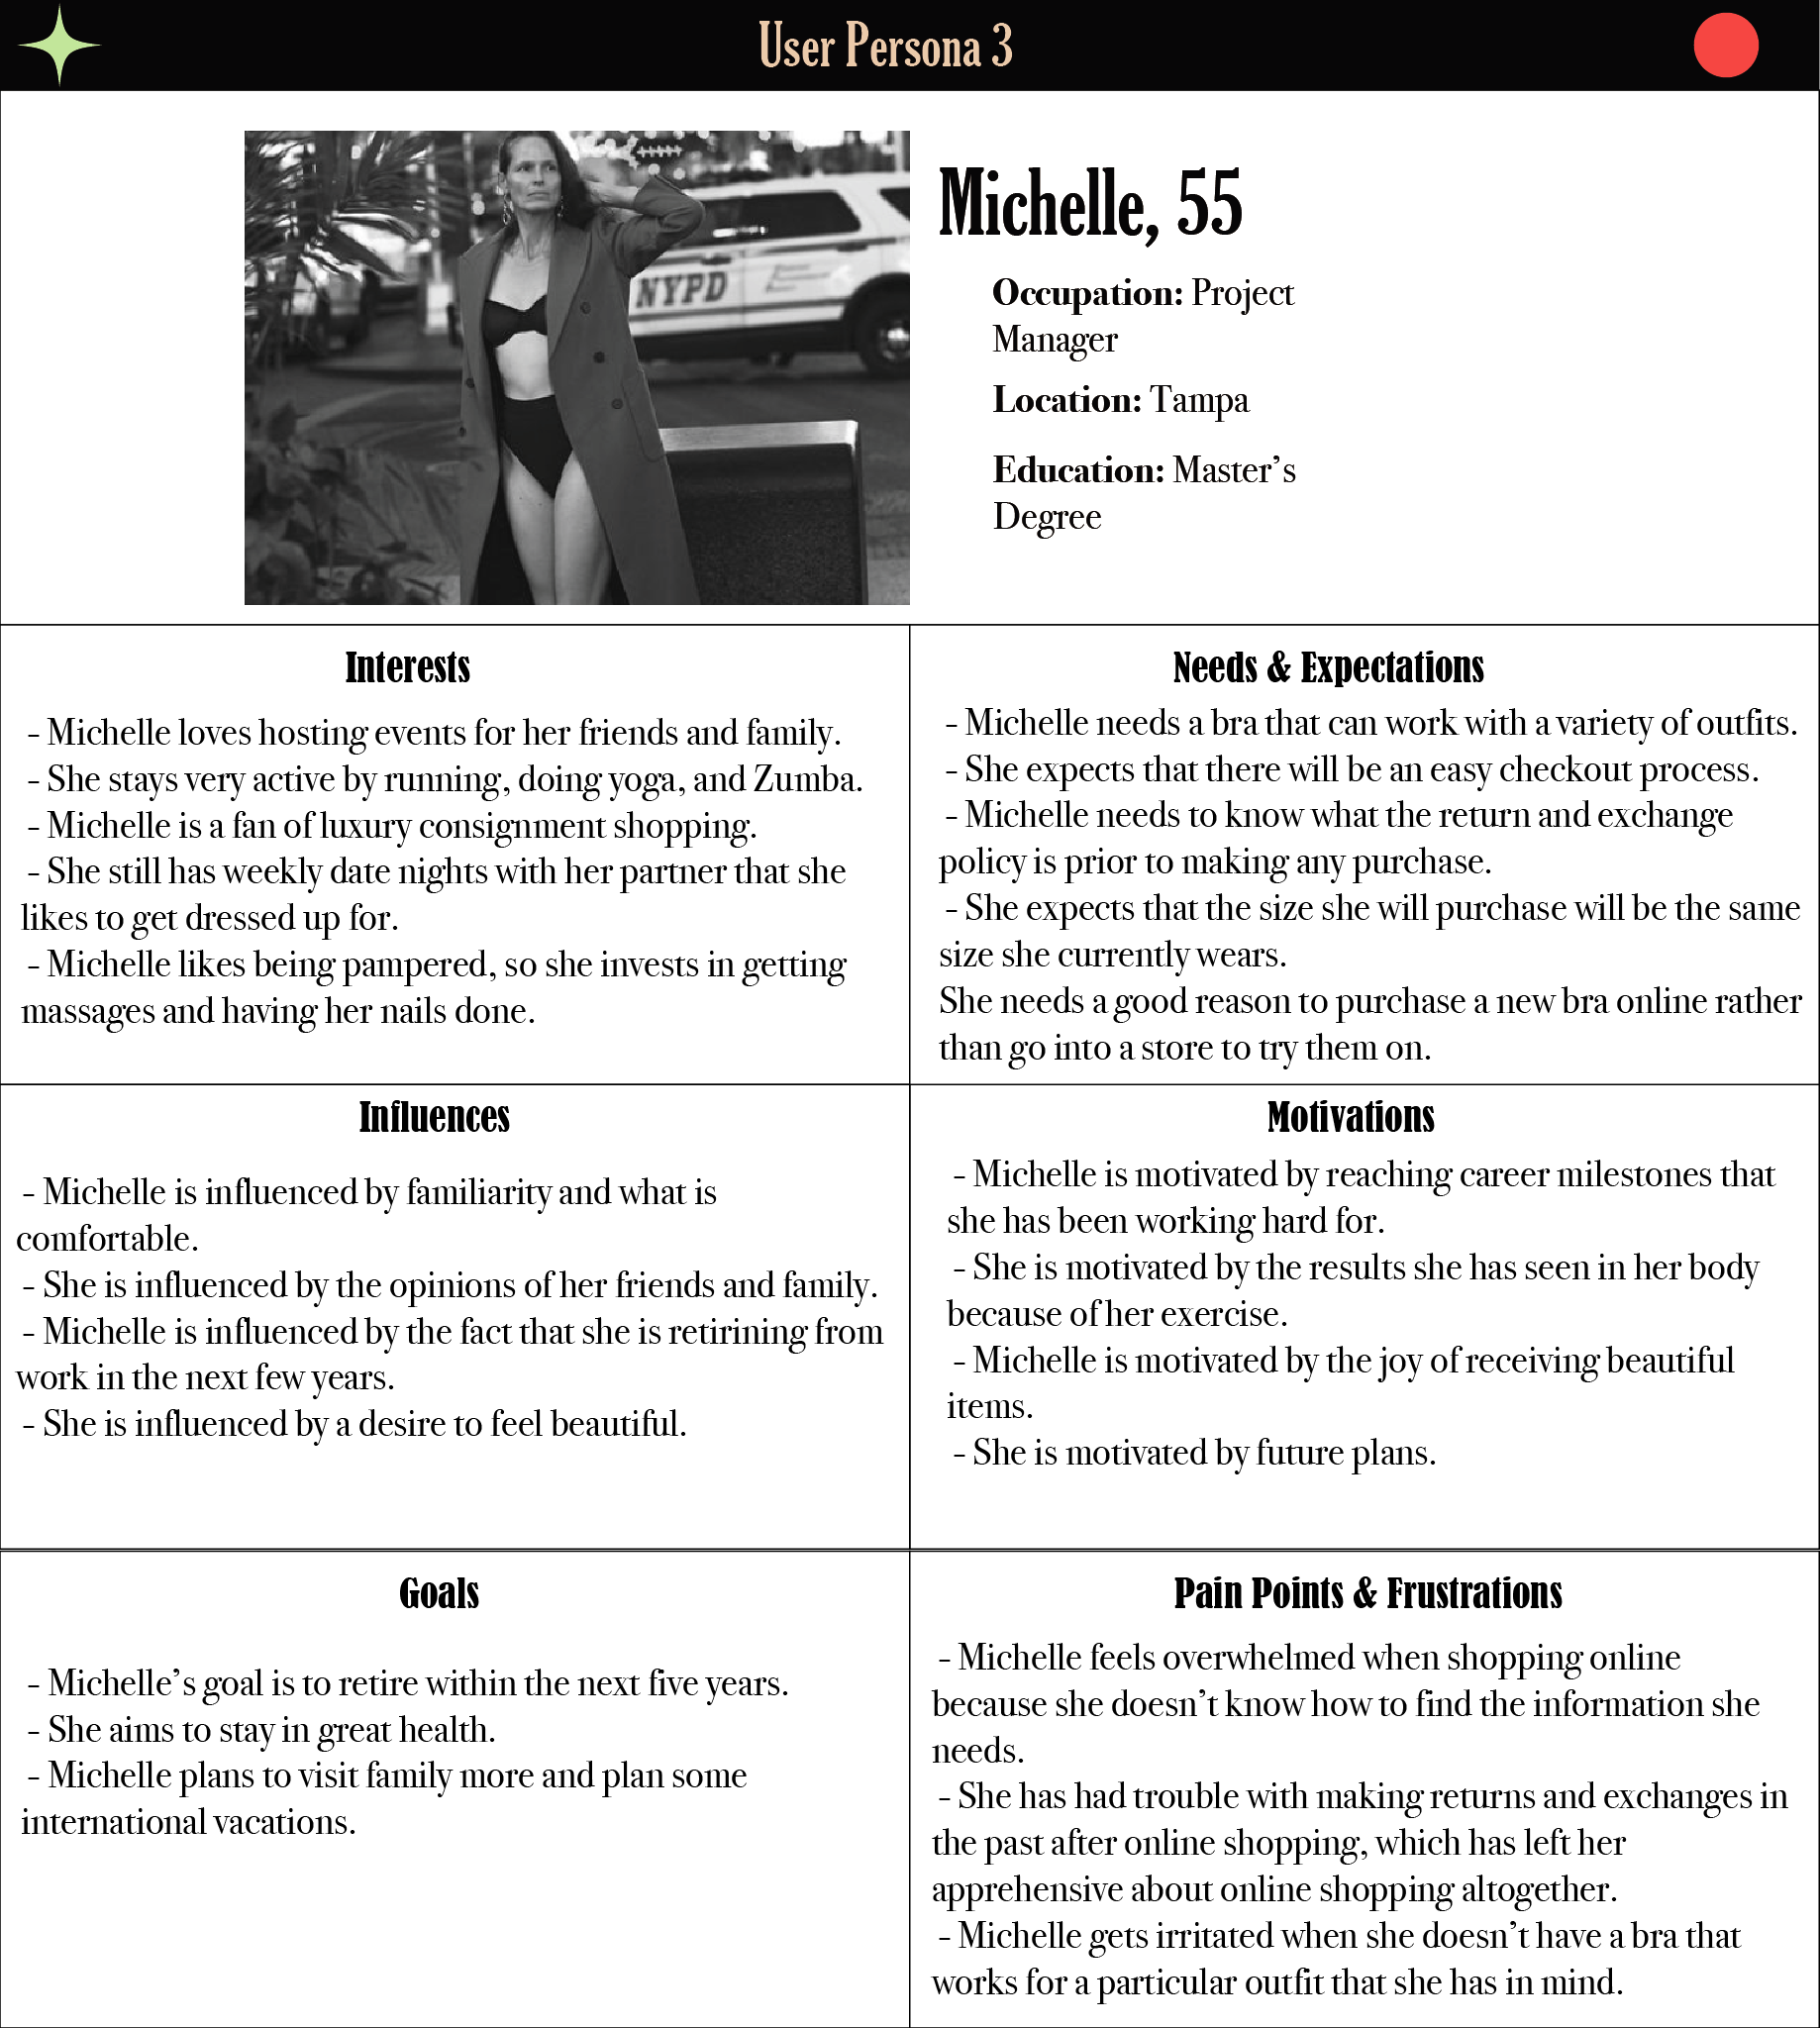 User Persona 3
NYPD
Michelle, 55
Occupation: Project
Manager
Location: Tampa
Education: Master’s
Degree
Interests
- Michelle loves hosting events for her friends and family.
- She stays very active by running, doing yoga, and Zumba.
- Michelle is a fan of luxury consignment shopping.
- She still has weekly date nights with her partner that she
likes to get dressed up for.
- Michelle likes being pampered, so she invests in getting
massages and having her nails done.
Needs & Expectations
- Michelle needs a bra that can work with a variety of outfits.
- She expects that there will be an easy checkout process.
- Michelle needs to know what the return and exchange
policy is prior to making any purchase.
- She expects that the size she will purchase will be the same
size she currently wears.
She needs a good reason to purchase a new bra online rather
than go into a store to try them on.
Influences
- Michelle is influenced by familiarity and what is
comfortable.
- She is influenced by the opinions of her friends and family.
- Michelle is influenced by the fact that she is retirining from
work in the next few years.
- She is influenced by a desire to feel beautiful.
Motivations
- Michelle is motivated by reaching career milestones that
she has been working hard for.
- She is motivated by the results she has seen in her body
because of her exercise.
- Michelle is motivated by the joy of receiving beautiful
items.
- She is motivated by future plans.
Goals
- Michelle’s goal is to retire within the next five years.
- She aims to stay in great health.
- Michelle plans to visit family more and plan some
international vacations.
Pain Points & Frustrations
- Michelle feels overwhelmed when shopping online
because she doesn’t know how to find the information she
needs.
- She has had trouble with making returns and exchanges in
the past after online shopping, which has left her
apprehensive about online shopping altogether.
- Michelle gets irritated when she doesn’t have a bra that
works for a particular outfit that she has in mind.